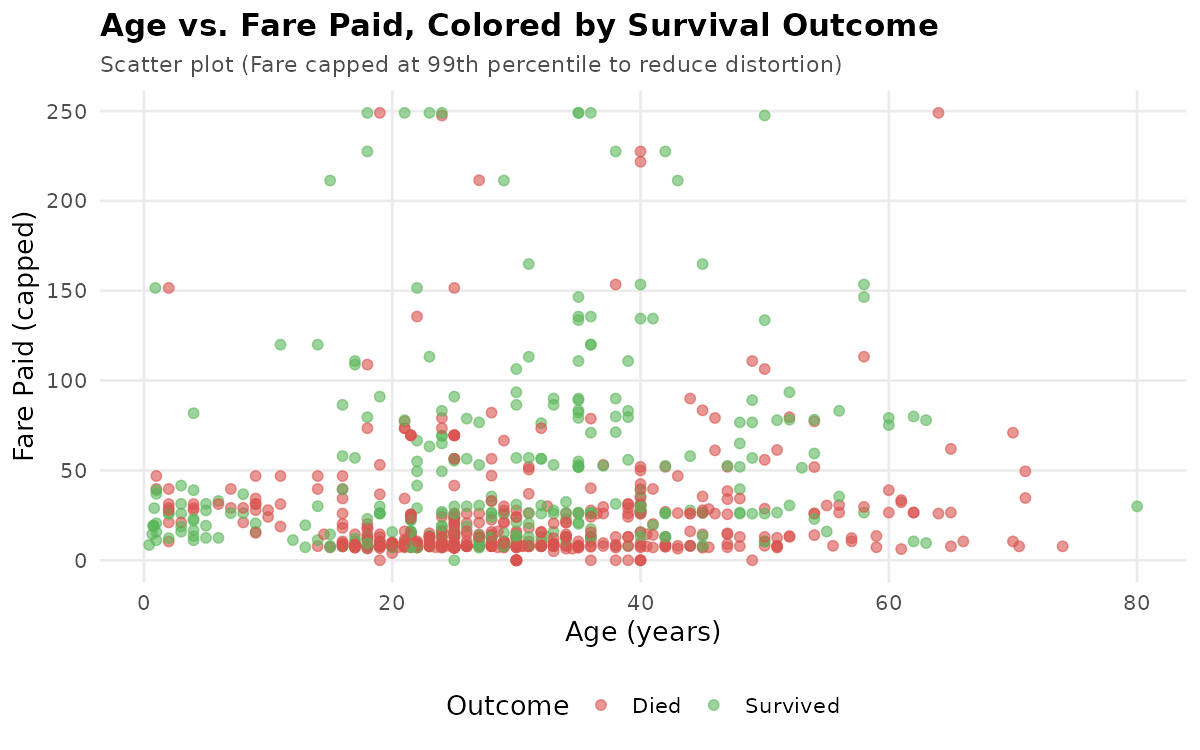 Age vs. Fare Paid, Colored by Survival Outcome
Scatter plot (Fare capped at 99th percentile to reduce distortion)
Fare Paid (capped)
250
200
150
100
50
0
0 20 40 60 80
Age (years)
Outcome Died Survived